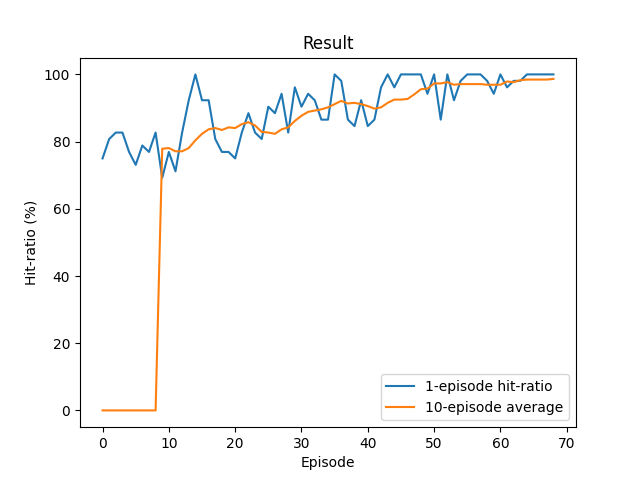 Result
Hit-ratio (%)
100
80
60
40
20
0
1-episode hit-ratio
10-episode average
0 10 20 30 40 50 60 70
Episode